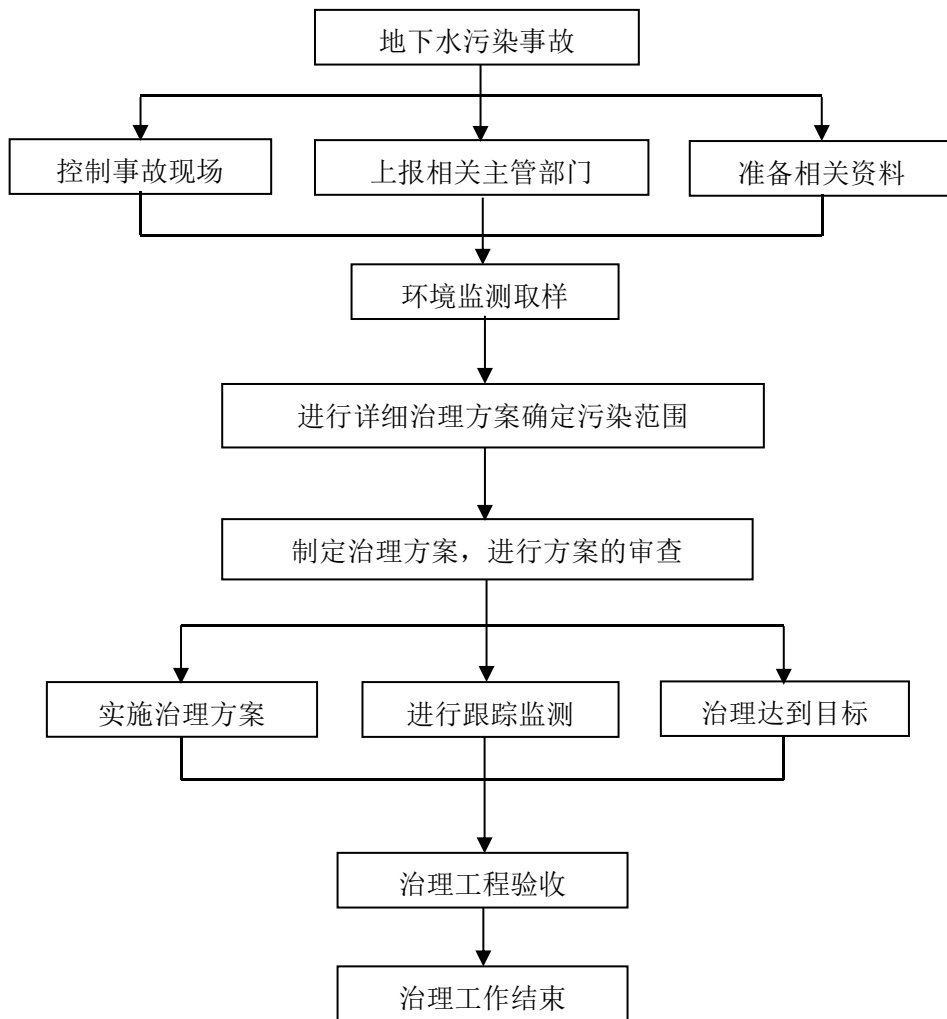 地下水污染事故
控制事故现场
上报相关主管部门
准备相关资料
环境监测取样
进行详细治理方案确定污染范围
制定治理方案，进行方案的审查
实施治理方案
进行跟踪监测
治理达到目标
治理工程验收
治理工作结束